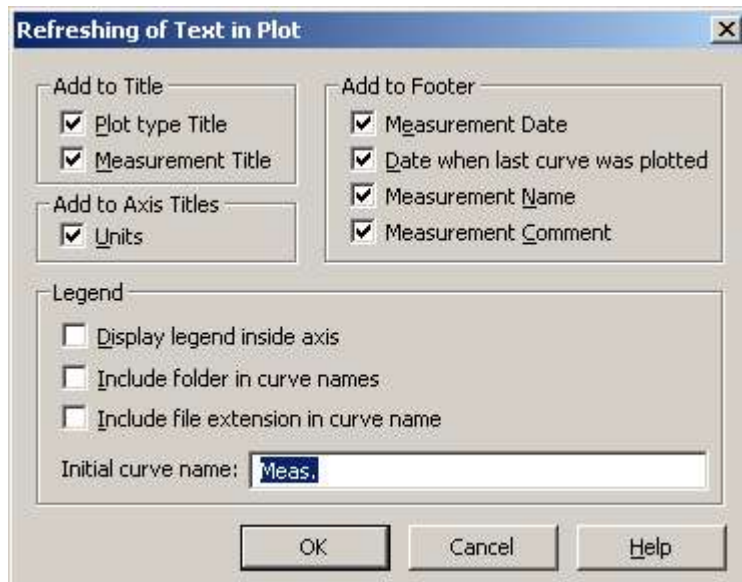 Refreshing of Text in Plot
Add to Title
Plot type Title
Measurement Title
Add to Axis Titles
Units
Add to Footer
Measurement Date
Date when last curve was plotted
Measurement Name
Measurement Comment
Legend
Display legend inside axis
Include folder in curve names
Include file extension in curve name
Initial curve name: Meas.
OK Cancel Help